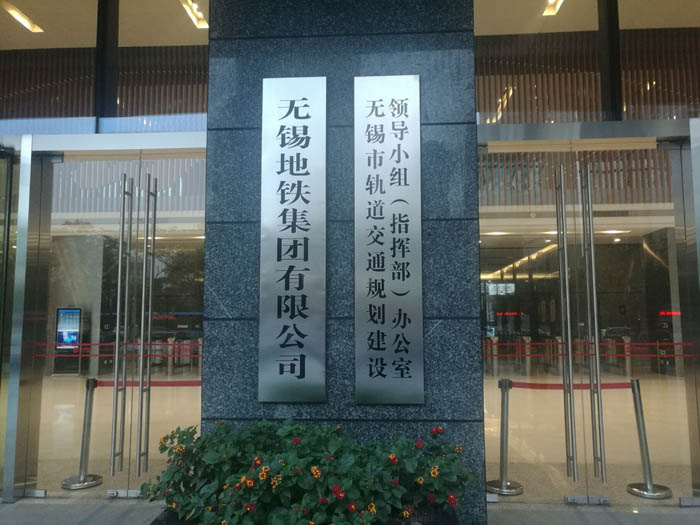 无锡地铁集团有限公司
无锡市轨道交通规划建设
领导小组（指挥部）办公室